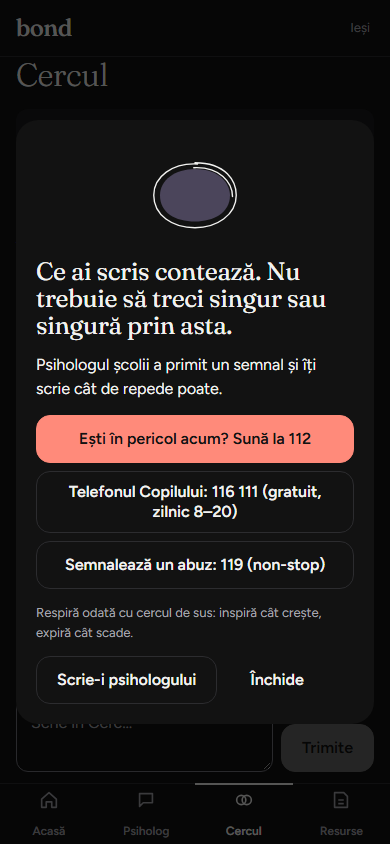 bond
Ieși
Cercul
Ce ai scris contează. Nu
trebuie să treci singur sau
singură prin asta.
Psihologul școlii a primit un semnal și îți
scrie cât de repede poate.
Ești în pericol acum? Sună la 112
Telefonul Copilului: 116 111 (gratuit,
zilnic 8–20)
Semnalează un abuz: 119 (non-stop)
Respiră odată cu cercul de sus: inspiră cât crește,
expiră cât scade.
Scrie-i psihologului
Închide
Scrie în Cerc...
Trimite
Acasă
Psiholog
Cercul
Resurse